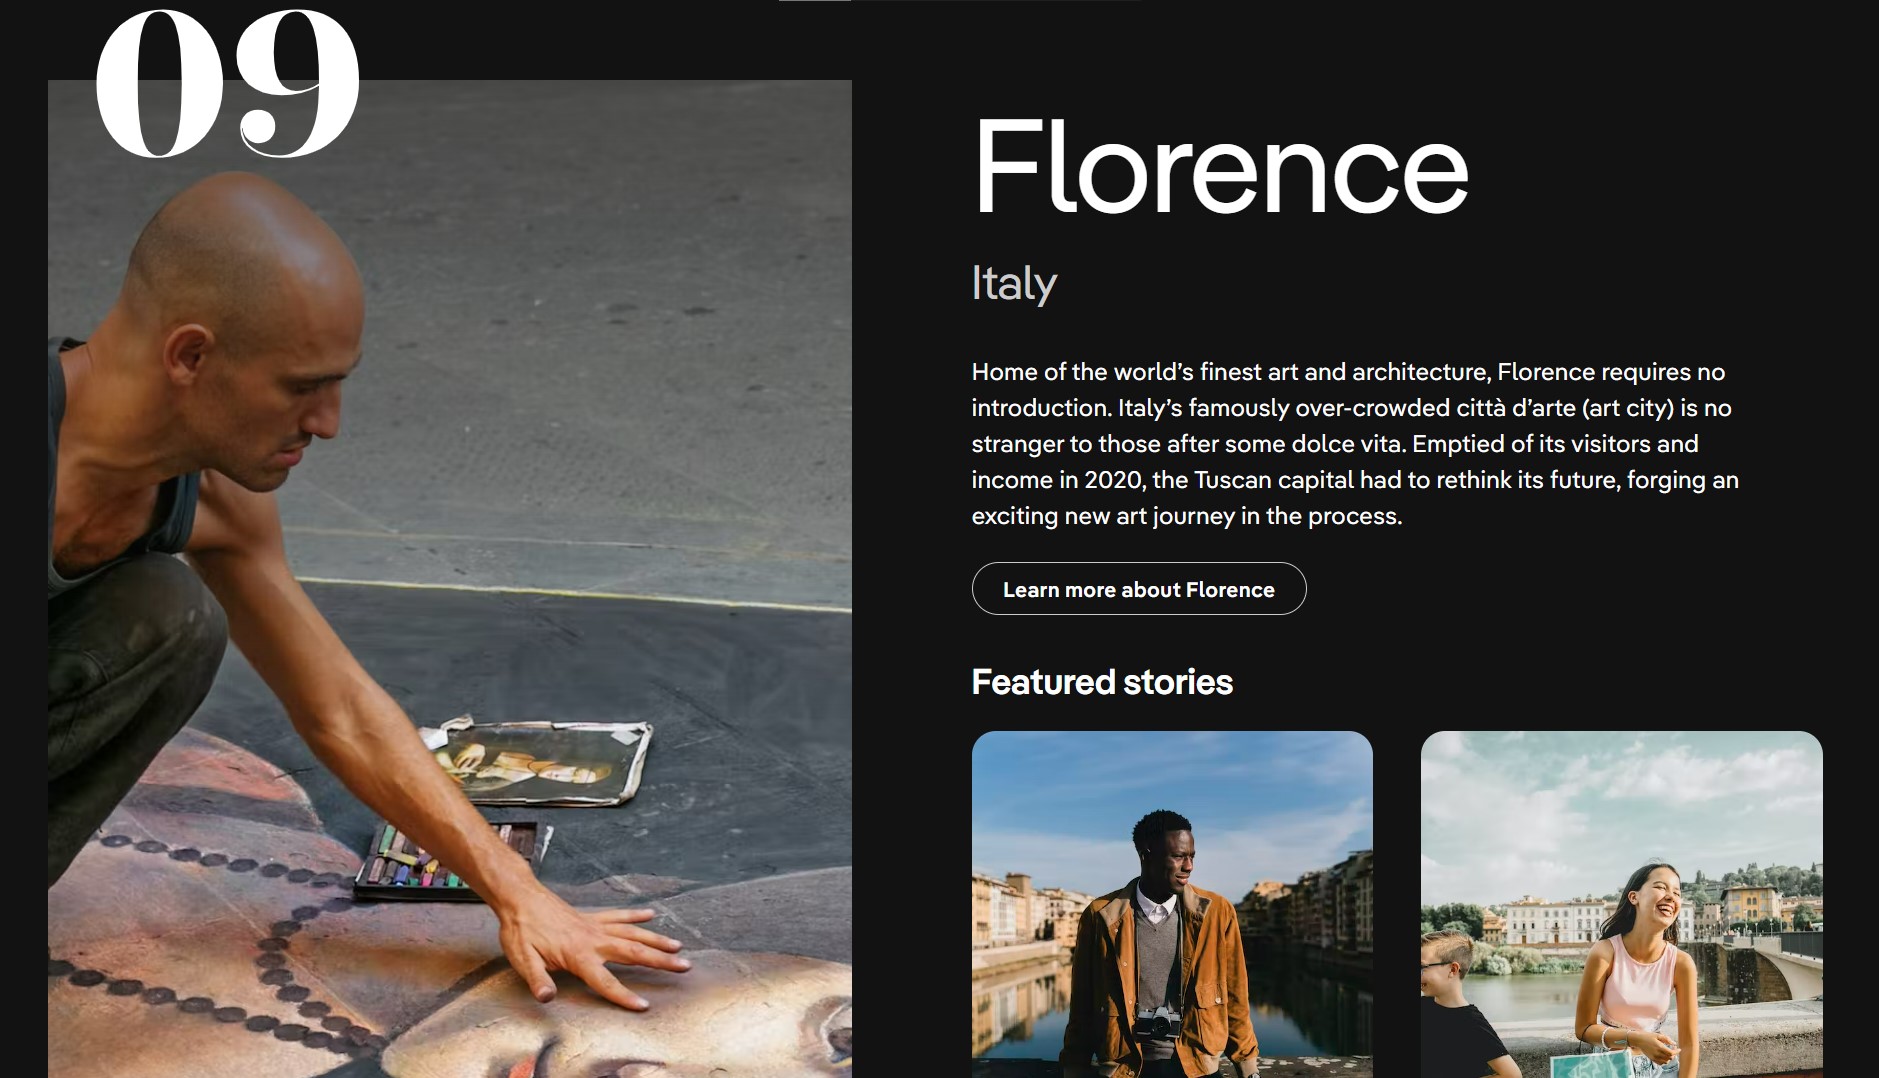 09
Florence
Italy
Home of the world’s finest art and architecture, Florence requires no
introduction. Italy’s famously over-crowded città d’arte (art city) is no
stranger to those after some dolce vita. Emptied of its visitors and
income in 2020, the Tuscan capital had to rethink its future, forging an
exciting new art journey in the process.
Learn more about Florence
Featured stories